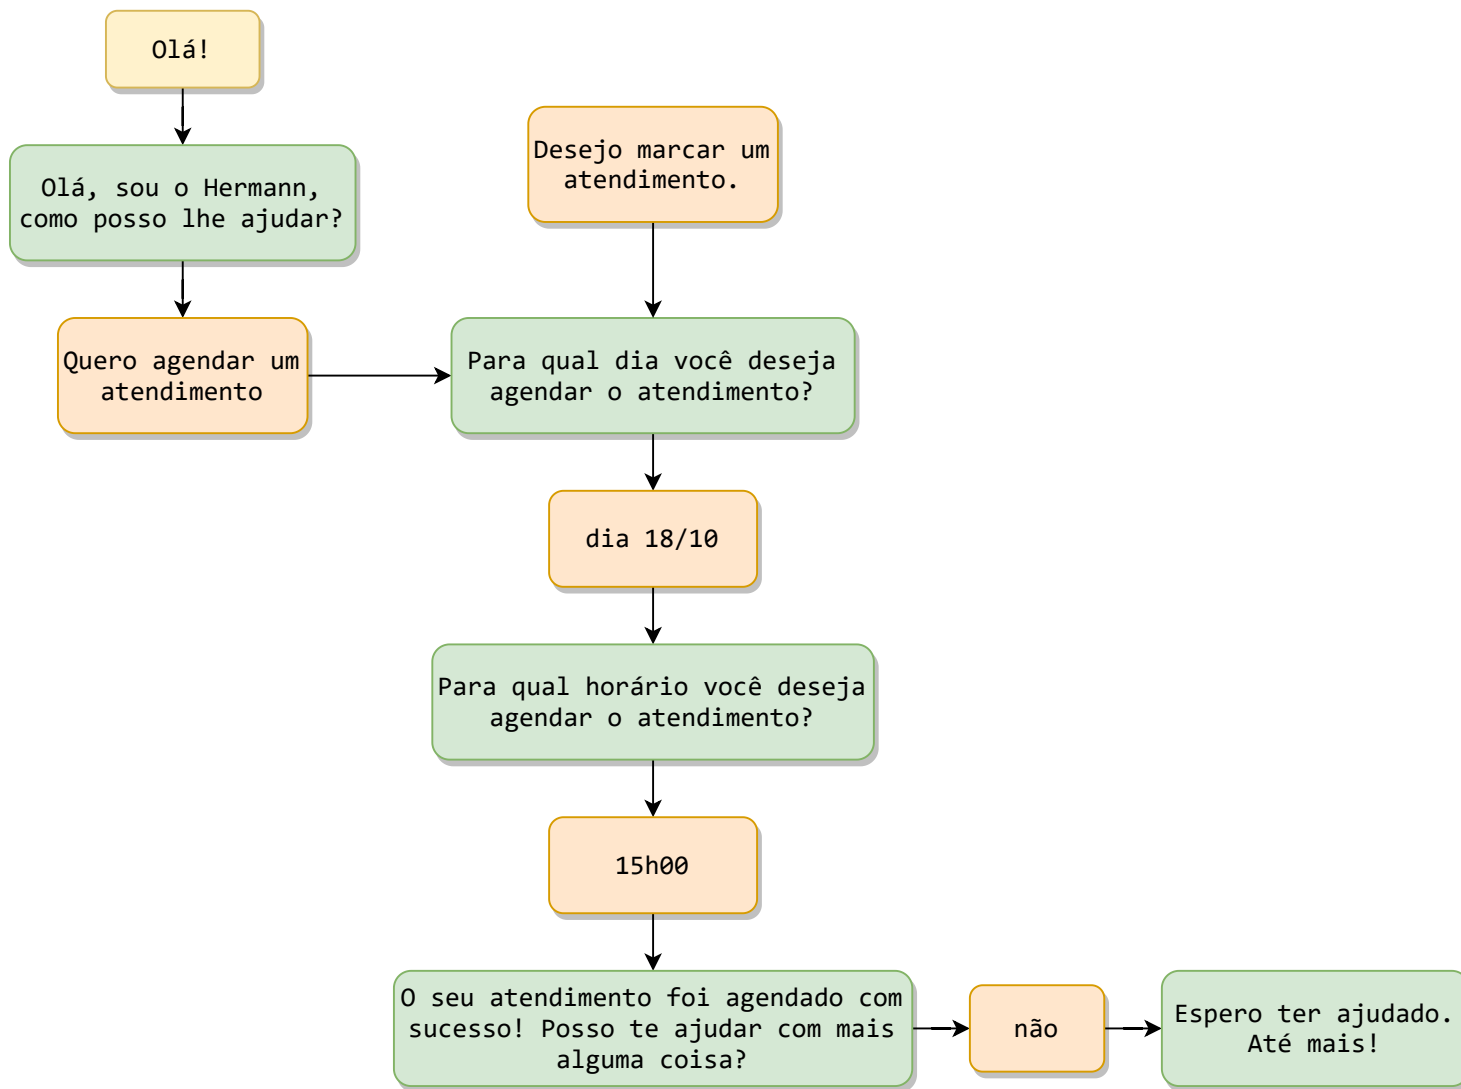 Olá!
Olá, sou o Hermann,
como posso lhe ajudar?
Quero agendar um
atendimento
Desejo marcar um
atendimento.
Para qual dia você deseja
agendar o atendimento?
dia 18/10
Para qual horário você deseja
agendar o atendimento?
15h00
O seu atendimento foi agendado com
sucesso! Posso te ajudar com mais
alguma coisa?
não
Espero ter ajudado.
Até mais!